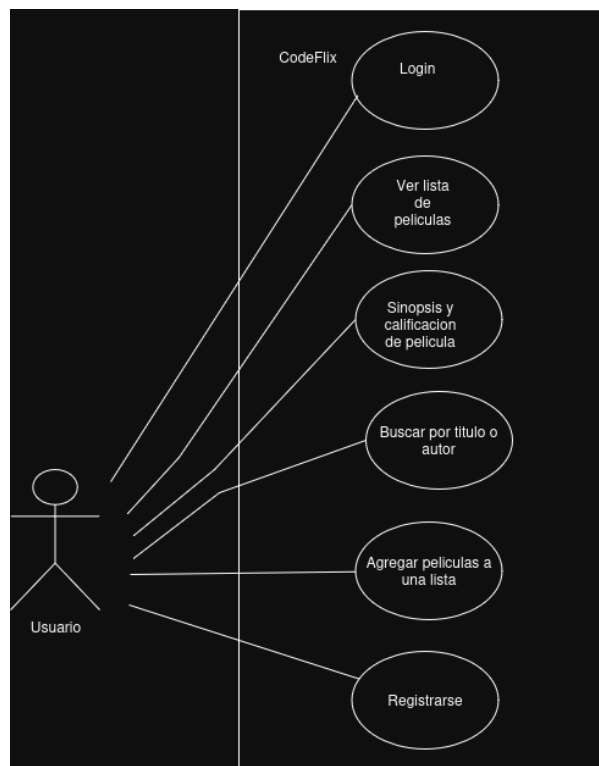 CodeFlix
Login
Ver lista
de
peliculas
Sinopsis y
calificacion
de pelicula
Buscar por titulo o
autor
Agregar peliculas a
una lista
Usuario
Registrarse